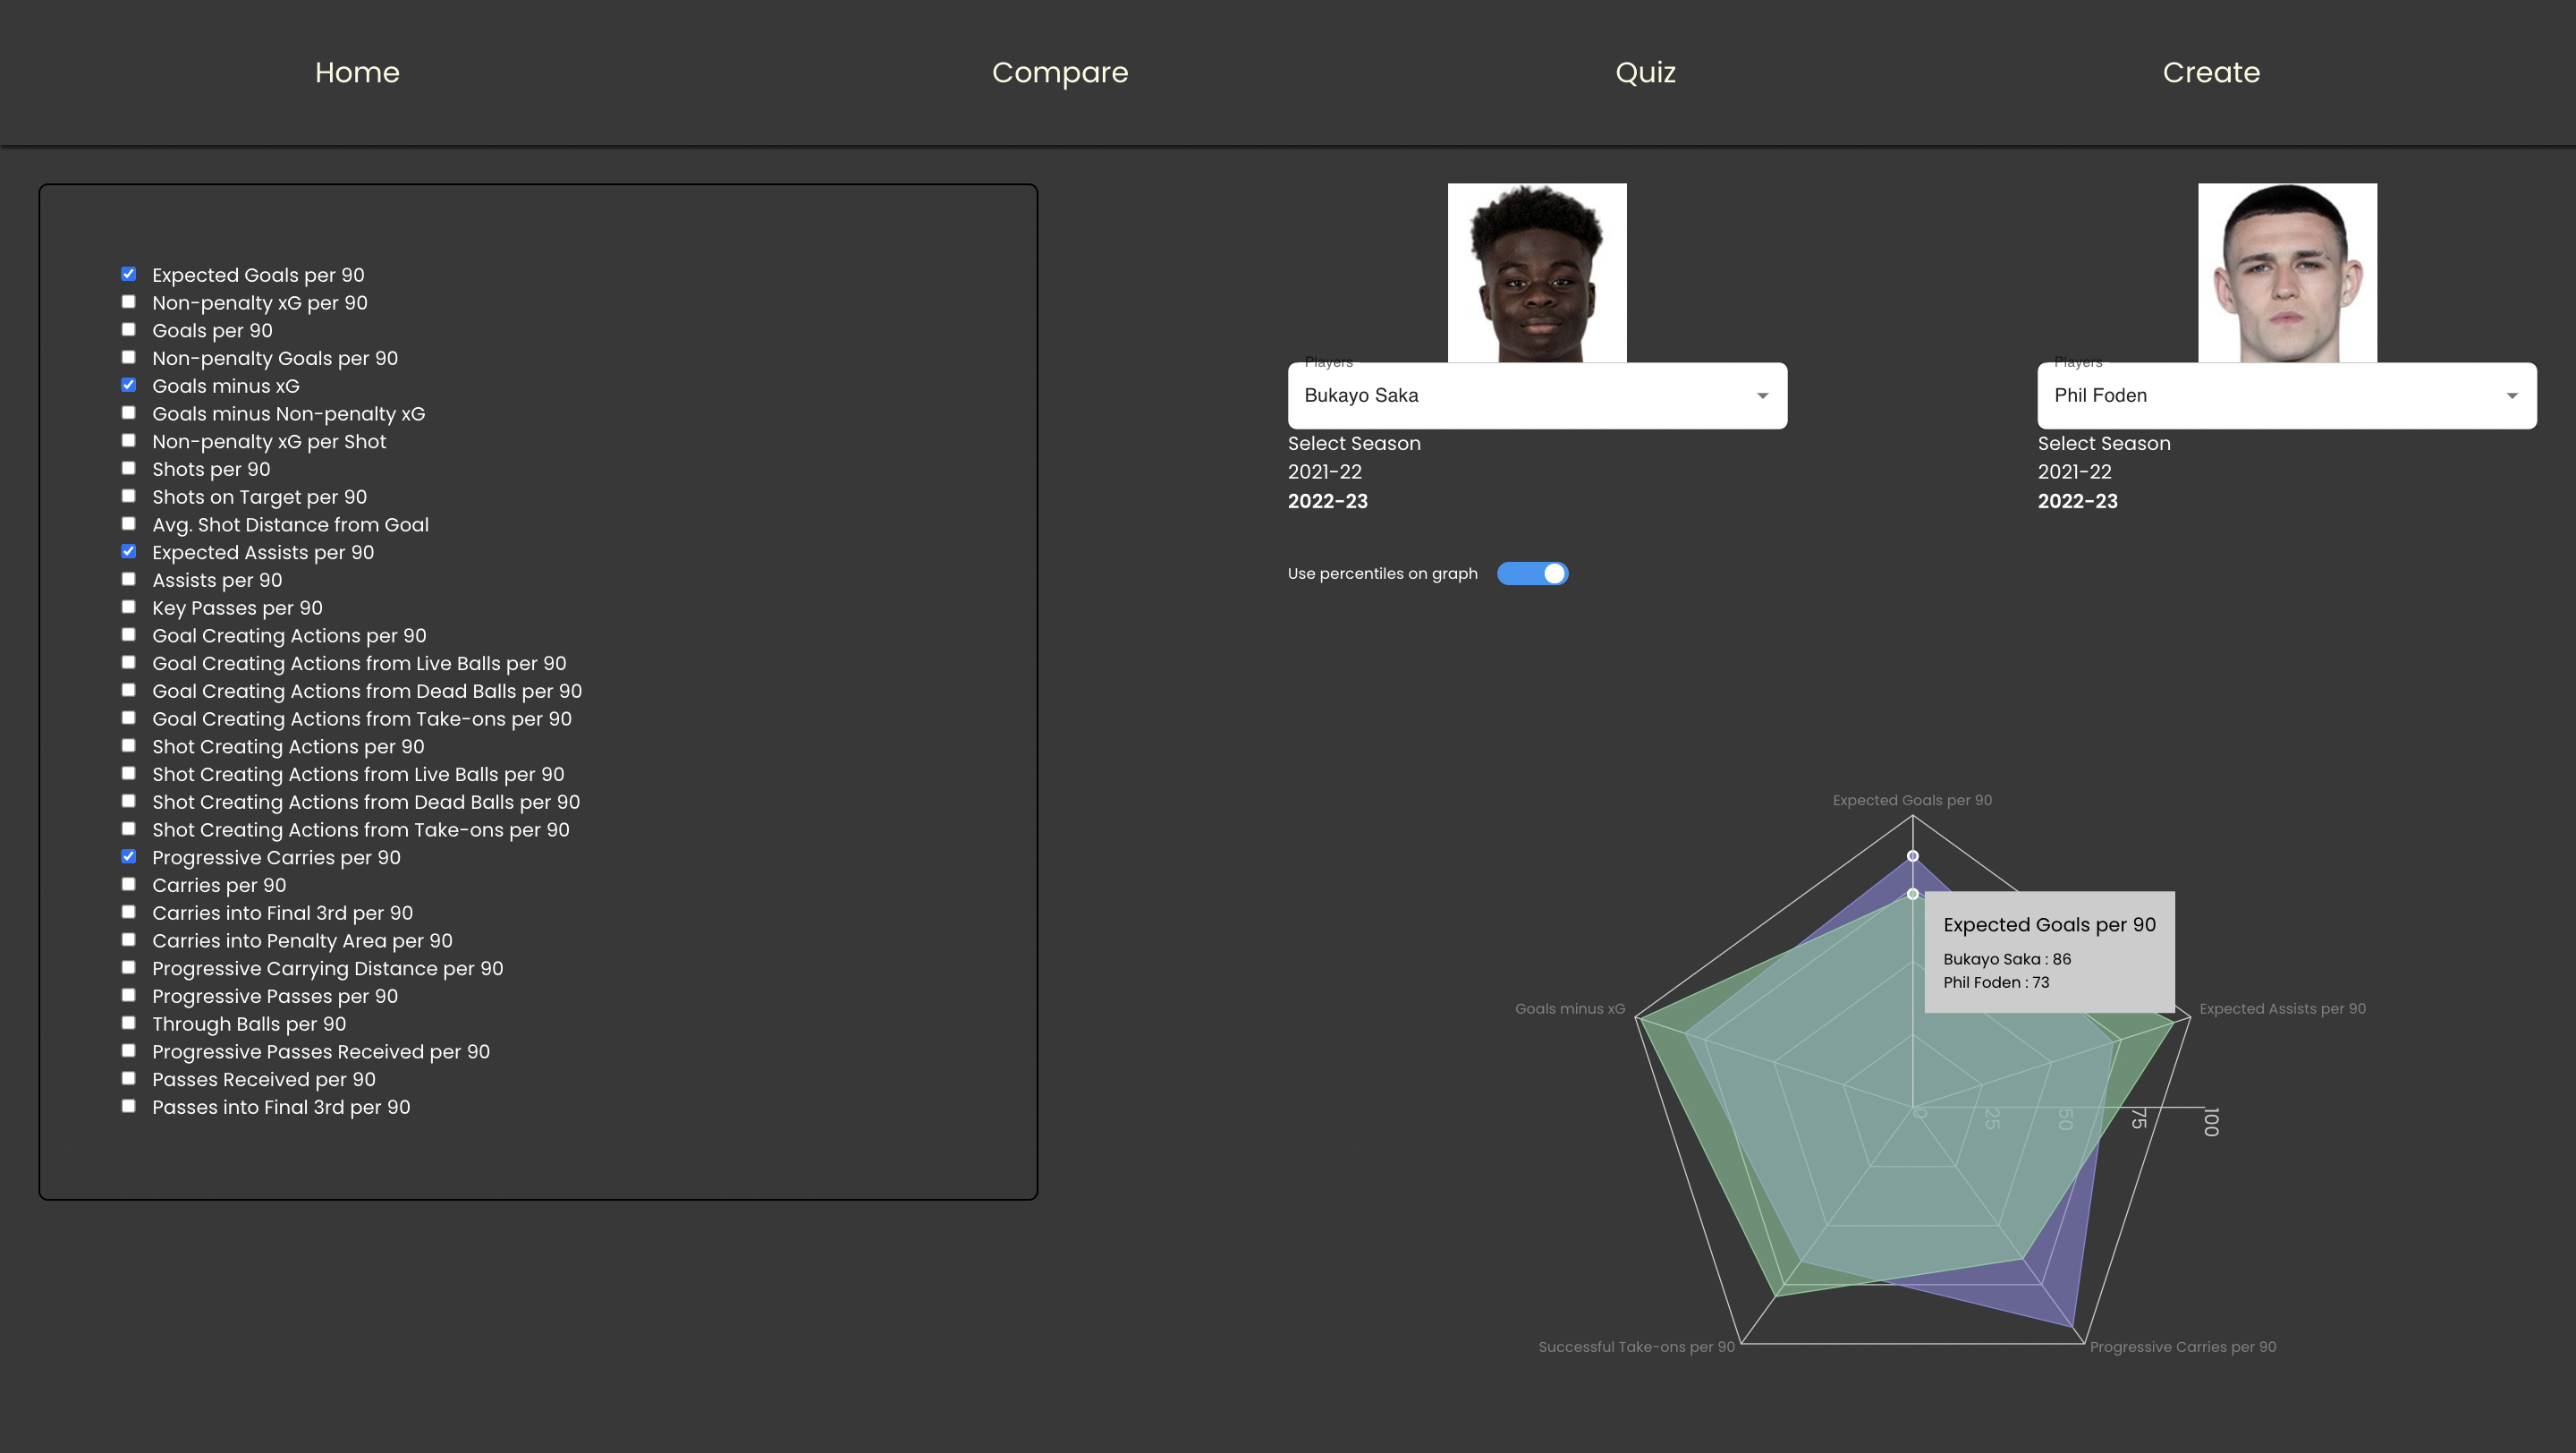 Home
Compare
Quiz
Create
Expected Goals per 90
Non-penalty xG per 90
Goals per 90
Non-penalty Goals per 90
Goals minus xG
Goals minus Non-penalty xG
Non-penalty xG per Shot
Shots per 90
Shots on Target per 90
Avg. Shot Distance from Goal
Expected Assists per 90
Assists per 90
Key Passes per 90
Goal Creating Actions per 90
Goal Creating Actions from Live Balls per 90
Goal Creating Actions from Dead Balls per 90
Goal Creating Actions from Take-ons per 90
Shot Creating Actions per 90
Shot Creating Actions from Live Balls per 90
Shot Creating Actions from Dead Balls per 90
Shot Creating Actions from Take-ons per 90
Progressive Carries per 90
Carries per 90
Carries into Final 3rd per 90
Carries into Penalty Area per 90
Progressive Carrying Distance per 90
Progressive Passes per 90
Through Balls per 90
Progressive Passes Received per 90
Passes Received per 90
Passes into Final 3rd per 90
Players
Bukayo Saka
Select Season
2021-22
2022-23
Players
Phil Foden
Select Season
2021-22
2022-23
Use percentiles on graph
Expected Goals per 90
Expected Goals per 90
Bukayo Saka : 86
Phil Foden : 73
Goals minus xG
Expected Assists per 90
0
25
50
75
100
Successful Take-ons per 90
Progressive Carries per 90